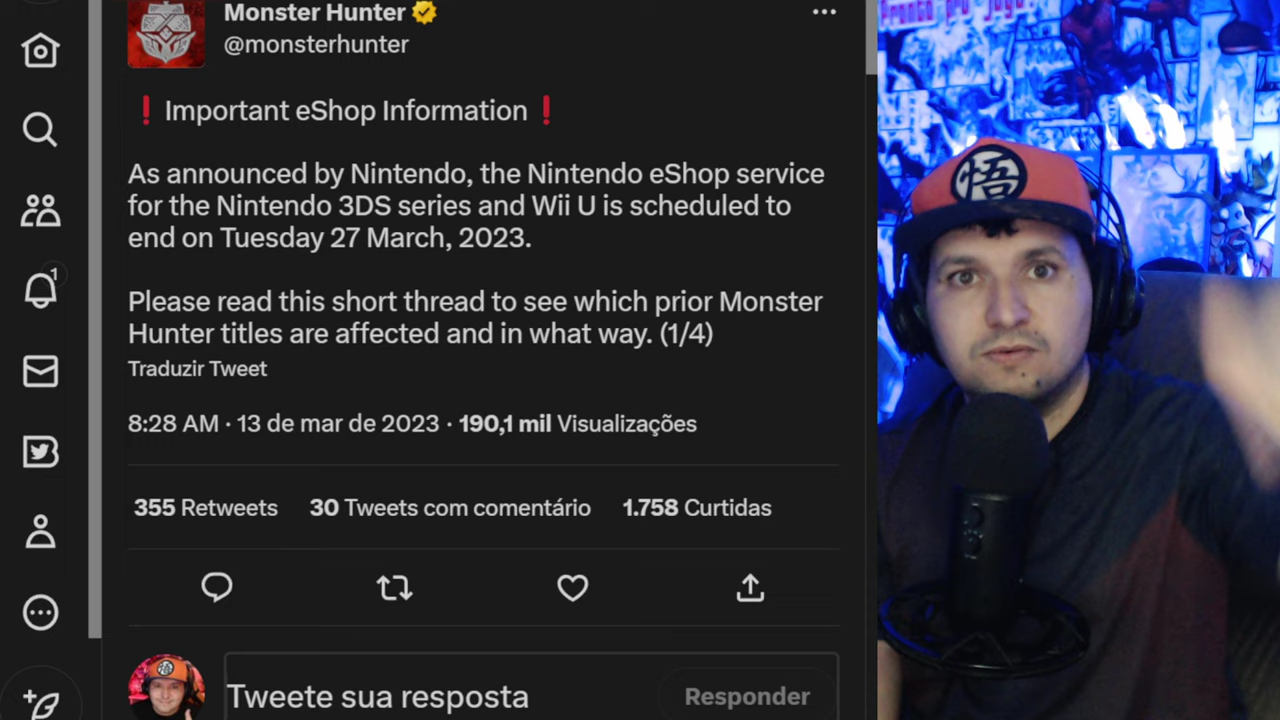 Monster Hunter
@monsterhunter
❗Important eShop Information❗
As announced by Nintendo, the Nintendo eShop service
for the Nintendo 3DS series and Wii U is scheduled to
end on Tuesday 27 March, 2023.
Please read this short thread to see which prior Monster
Hunter titles are affected and in what way. (1/4)
Traduzir Tweet
8:28 AM · 13 de mar de 2023 · 190,1 mil Visualizações
355 Retweets 30 Tweets com comentário 1.758 Curtidas
Tweete sua resposta
Responder
1
悟